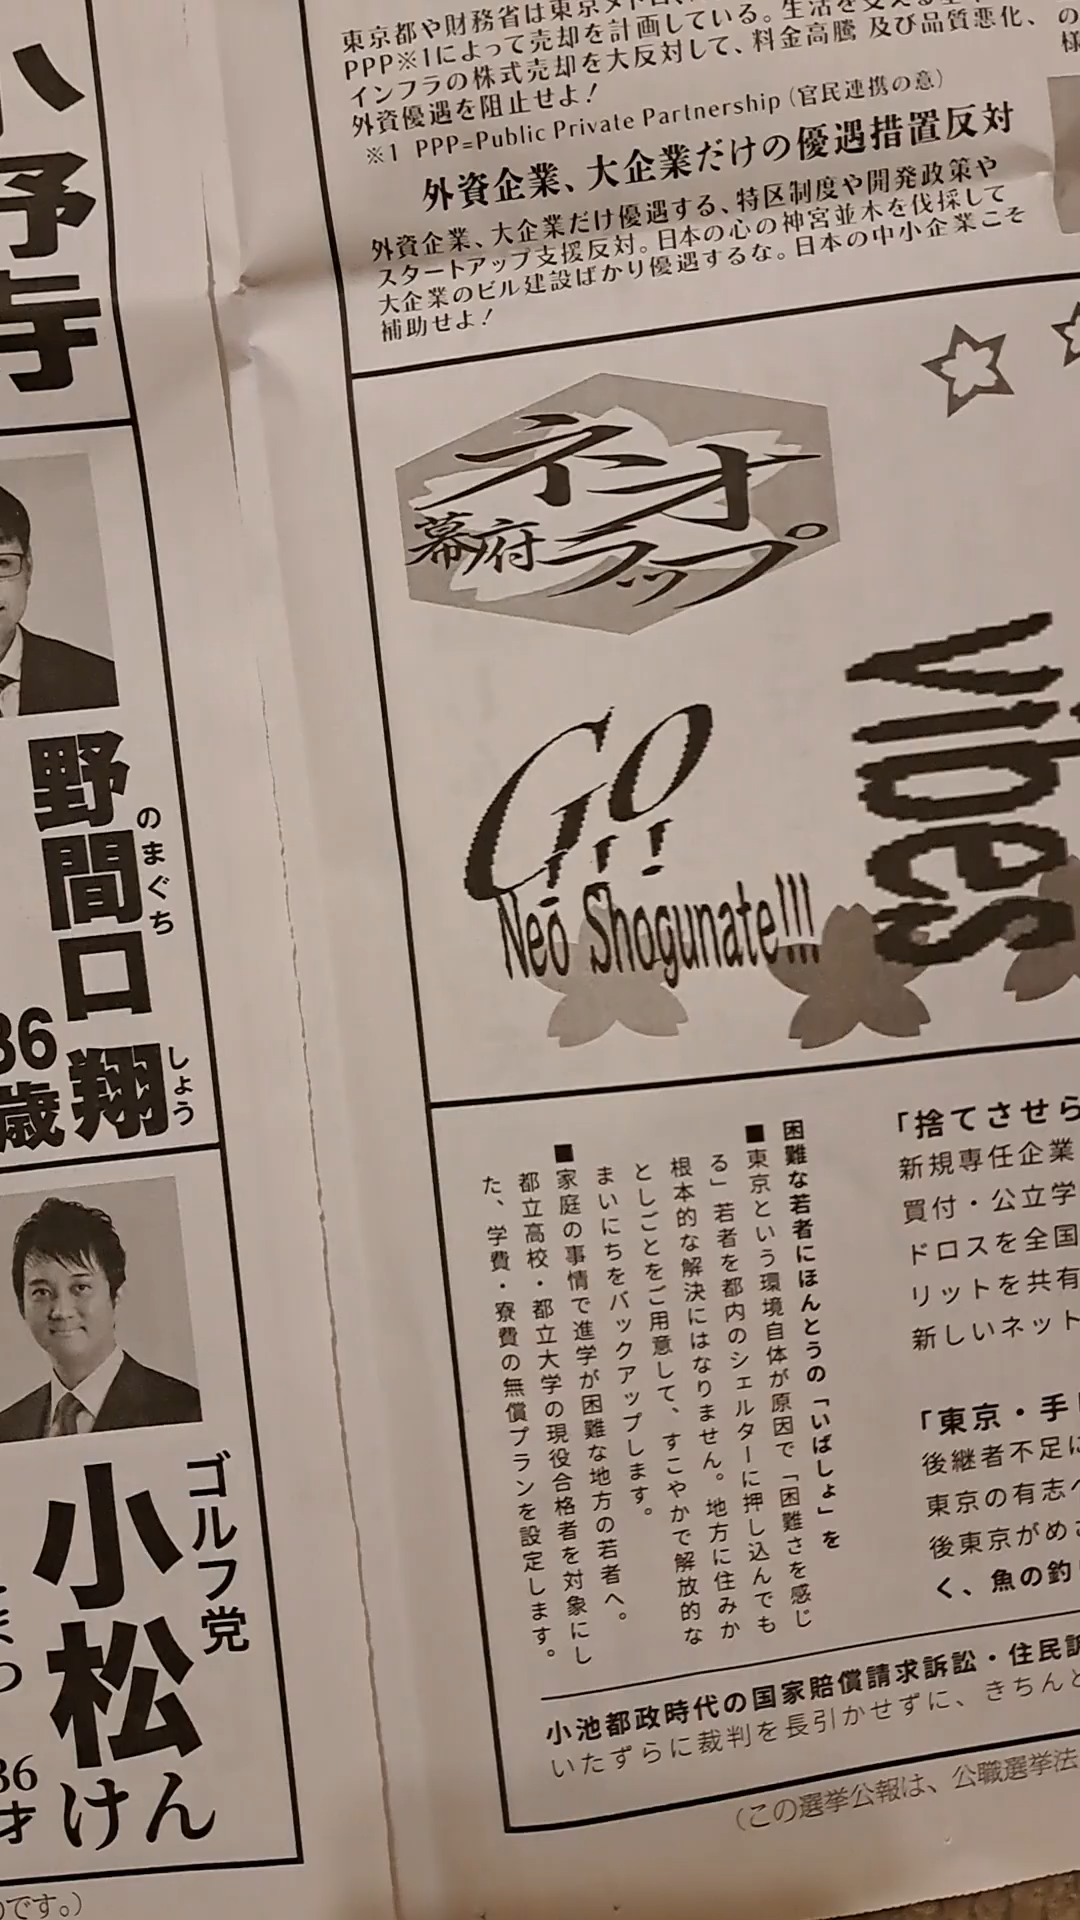 小野寺
野間口 翔
のまぐち
しょう
36
歳
ゴルフ党
小松
けん
36
才
のです。)
東京都や財務省は東京メトロ、
PPP※1によって売却を計画している。生活を支える
インフラの株式売却を大反対して、料金高騰 及び品質悪化、
外資優遇を阻止せよ!
※1 PPP=Public Private Partnership (官民連携の意)
外資企業、大企業だけの優遇措置反対
外資企業、大企業だけ優遇する、特区制度や開発政策や
スタートアップ支援反対。日本の心の神宮並木を伐採して
大企業のビル建設ばかり優遇するな。日本の中小企業こそ
補助せよ!
の
様
ネオ
幕府
ラップ
Vibes
GO!!!
Neo Shogunate!!!
困難な若者にほんとうの「いばしょ」を
■東京という環境自体が原因で「困難さを感じ
る」若者を都内のシェルターに押し込んでも
根本的な解決にはなりません。地方に住みか
としごとをご用意して、すこやかで解放的な
まいにちをバックアップします。
■家庭の事情で進学が困難な地方の若者へ。
都立高校・都立大学の現役合格者を対象にし
た、学費・寮費の無償プランを設定します。
「捨てさせら
新規専任企業
買付・公立学
ドロスを全国
リットを共有
新しいネット
「東京・手
後継者不足に
東京の有志へ
後東京がめざ
く、魚の釣り
小池都政時代の国家賠償請求訴訟・住民訴
いたずらに裁判を長引かせずに、きちんと
(この選挙公報は、公職選挙法